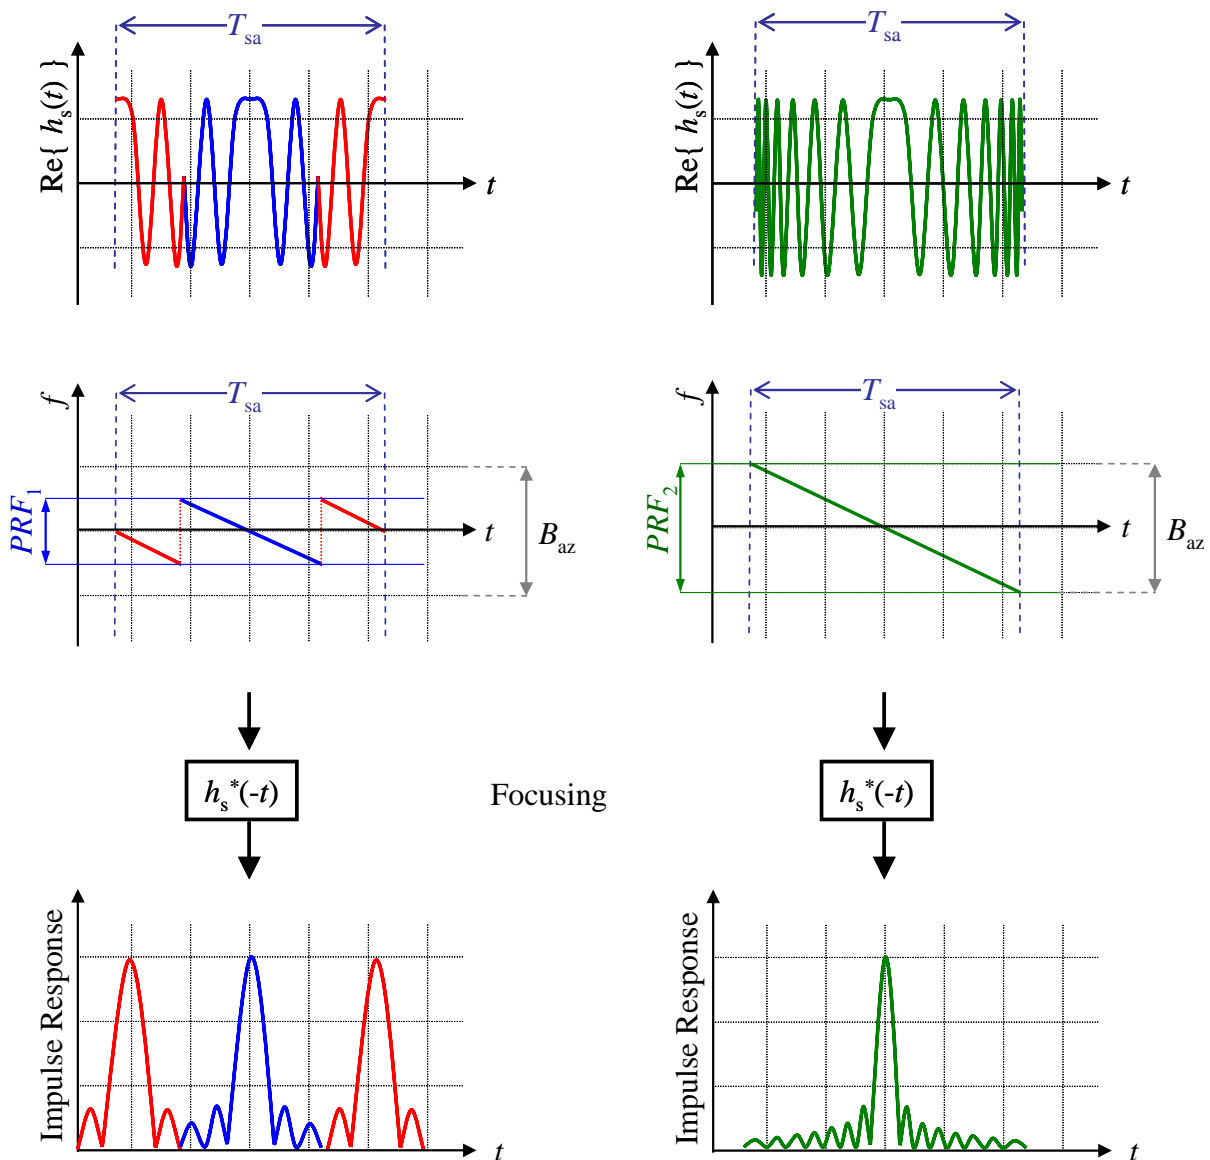 T_sa
T_sa
Re{ h_s(t) }
t
Re{ h_s(t) }
t
f
T_sa
f
T_sa
PRF_1
t
B_az
PRF_2
t
B_az
h_s*(-t)
Focusing
h_s*(-t)
Impulse Response
t
Impulse Response
t